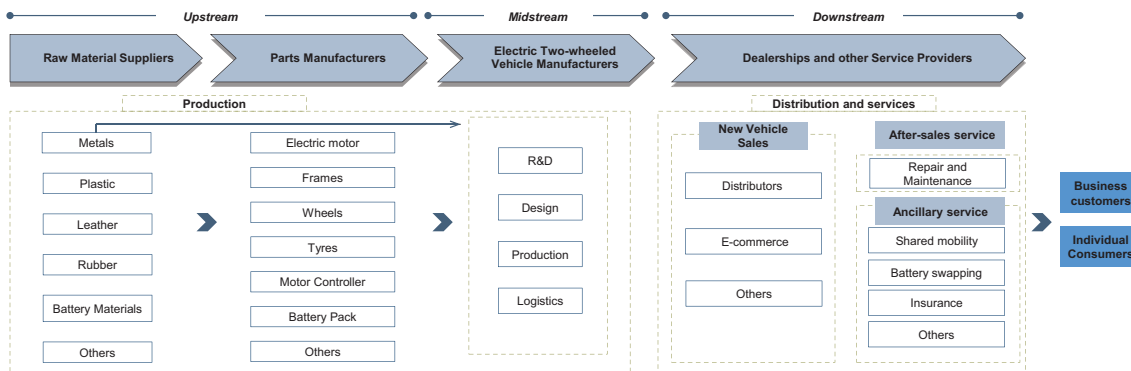 Upstream
Midstream
Downstream
Raw Material Suppliers
Parts Manufacturers
Electric Two-wheeled
Vehicle Manufacturers
Dealerships and other Service Providers
Production
Distribution and services
Metals
Plastic
Leather
Rubber
Battery Materials
Others
Electric motor
Frames
Wheels
Tyres
Motor Controller
Battery Pack
Others
R&D
Design
Production
Logistics
New Vehicle
Sales
Distributors
E-commerce
Others
After-sales service
Repair and
Maintenance
Ancillary service
Shared mobility
Battery swapping
Insurance
Others
Business
customers
Individual
Consumers